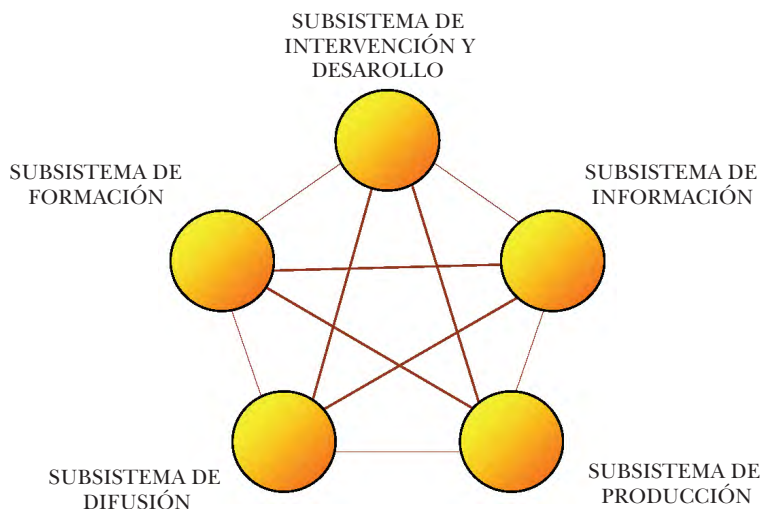 SUBSISTEMA DE
INTERVENCIÓN Y
DESAROLLO
SUBSISTEMA DE
FORMACIÓN
SUBSISTEMA DE
INFORMACIÓN
SUBSISTEMA DE
DIFUSIÓN
SUBSISTEMA DE
PRODUCCIÓN